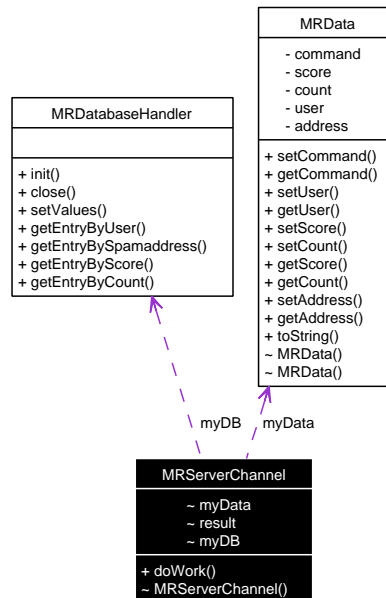 MRData
- command
- score
- count
- user
- address
+ setCommand()
+ getCommand()
+ setUser()
+ getUser()
+ setScore()
+ setCount()
+ getScore()
+ getCount()
+ setAddress()
+ getAddress()
+ toString()
~ MRData()
~ MRData()
MRDatabaseHandler
+ init()
+ close()
+ setValues()
+ getEntryByUser()
+ getEntryBySpamaddress()
+ getEntryByScore()
+ getEntryByCount()
myDB
myData
MRServerChannel
~ myData
~ result
~ myDB
+ doWork()
~ MRServerChannel()